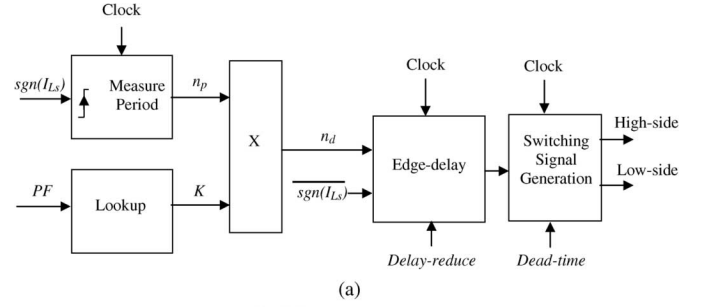 Clock
sgn(I_Ls)
Measure
Period
n_p
Clock
Clock
High-side
X
n_d
Switching
Signal
Generation
Edge-delay
Low-side
PF
Lookup
K
\overline{sgn(I_Ls)}
Delay-reduce
Dead-time
(a)